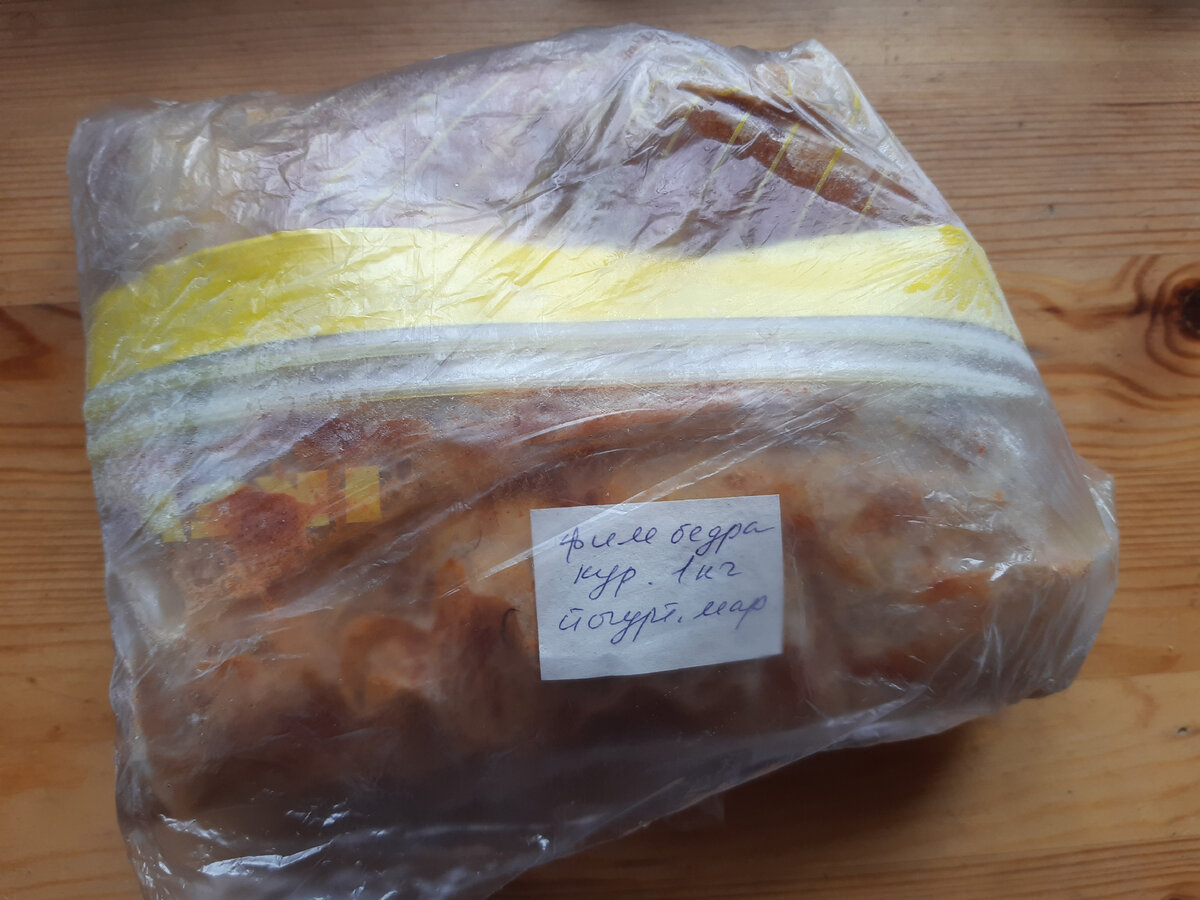 филе бедра
кур. 1кг
йогурт. мар